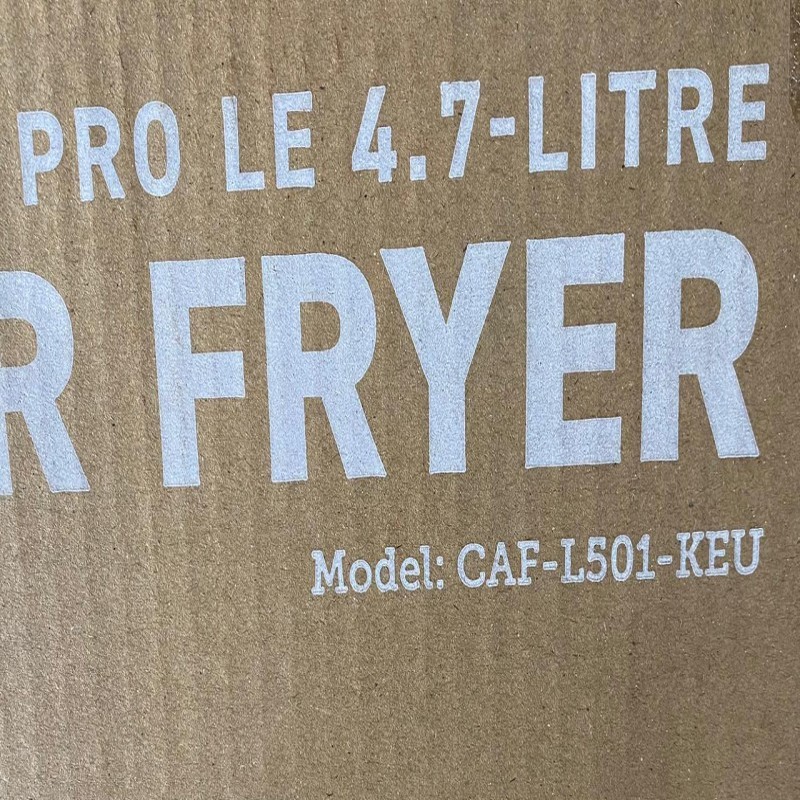 PRO LE 4.7-LITRE
R FRYER
Model: CAF-L501-KEU